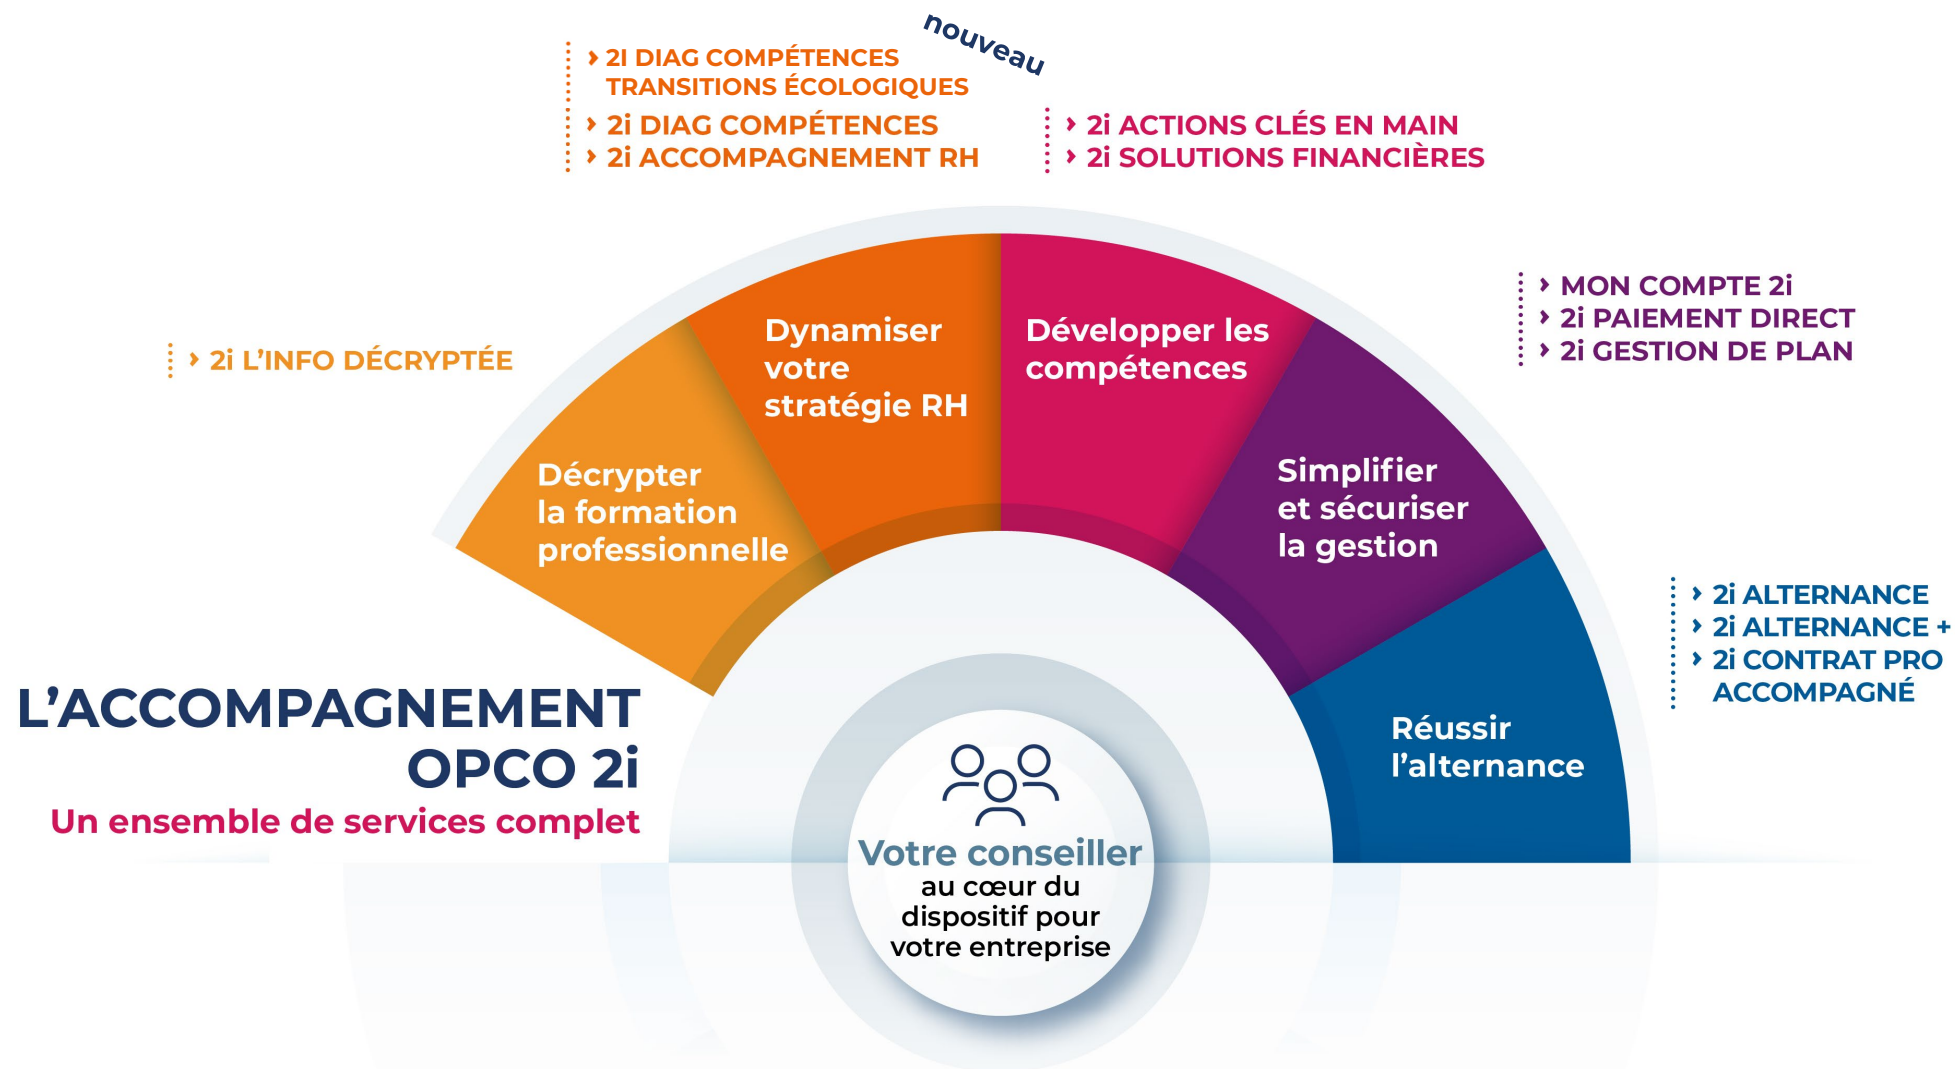 nouveau
› 2I DIAG COMPÉTENCES
TRANSITIONS ÉCOLOGIQUES
› 2i DIAG COMPÉTENCES
› 2i ACCOMPAGNEMENT RH
› 2i ACTIONS CLÉS EN MAIN
› 2i SOLUTIONS FINANCIÈRES
› MON COMPTE 2i
› 2i PAIEMENT DIRECT
› 2i GESTION DE PLAN
› 2i L’INFO DÉCRYPTÉE
Dynamiser
votre
stratégie RH
Développer les
compétences
Décrypter
la formation
professionnelle
Simplifier
et sécuriser
la gestion
› 2i ALTERNANCE
› 2i ALTERNANCE +
› 2i CONTRAT PRO
ACCOMPAGNÉ
Réussir
l’alternance
L’ACCOMPAGNEMENT
OPCO 2i
Un ensemble de services complet
Votre conseiller
au cœur du
dispositif pour
votre entreprise